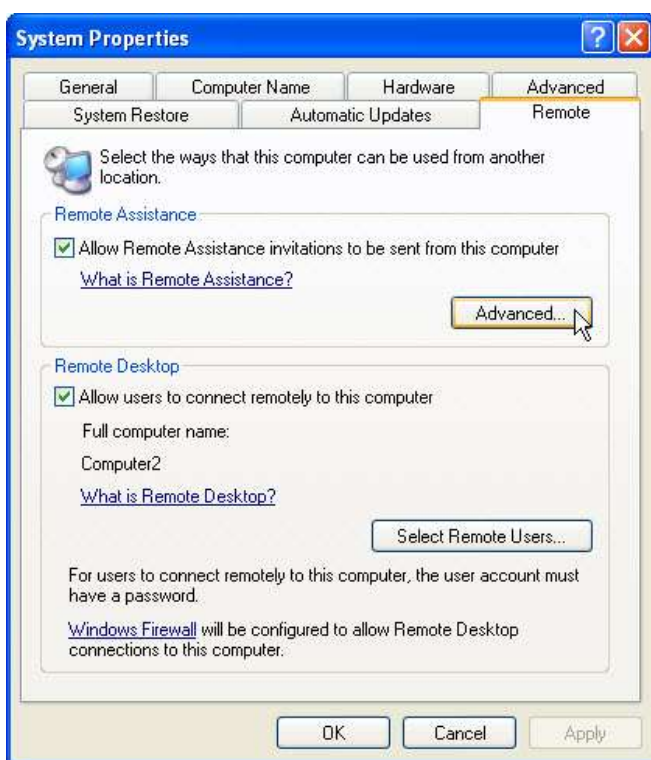 System Properties
General
Computer Name
Hardware
Advanced
System Restore
Automatic Updates
Remote
Select the ways that this computer can be used from another
location.
Remote Assistance
Allow Remote Assistance invitations to be sent from this computer
What is Remote Assistance?
Advanced...
Remote Desktop
Allow users to connect remotely to this computer
Full computer name:
Computer2
What is Remote Desktop?
Select Remote Users...
For users to connect remotely to this computer, the user account must
have a password.
Windows Firewall will be configured to allow Remote Desktop
connections to this computer.
OK
Cancel
Apply